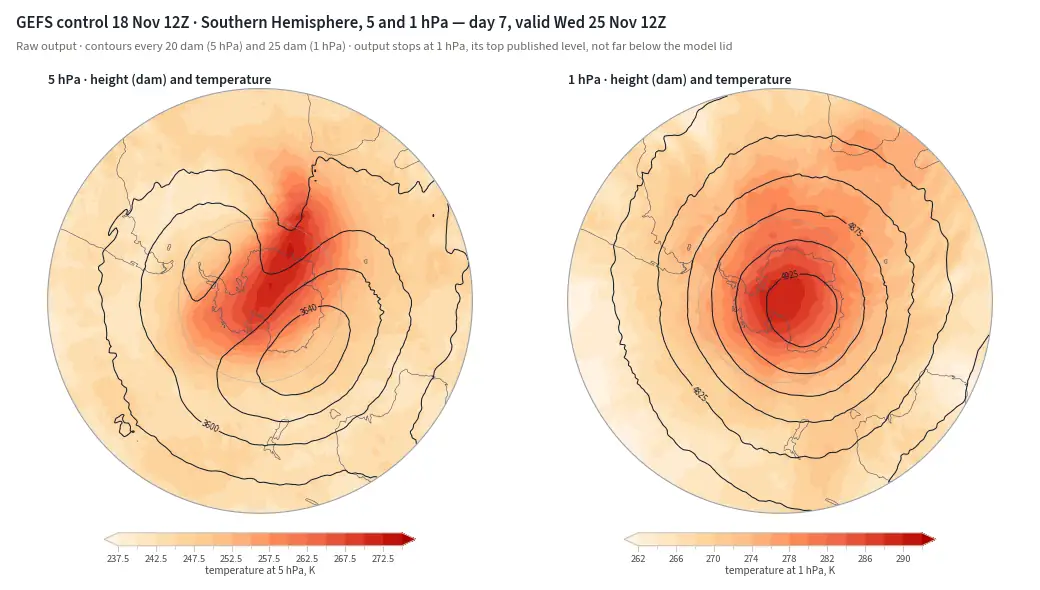 GEFS control 18 Nov 12Z · Southern Hemisphere, 5 and 1 hPa — day 7, valid Wed 25 Nov 12Z
Raw output · contours every 20 dam (5 hPa) and 25 dam (1 hPa) · output stops at 1 hPa, its top published level, not far below the model lid
5 hPa · height (dam) and temperature
1 hPa · height (dam) and temperature
3640
3600
4875
4925
4825
237.5 242.5 247.5 252.5 257.5 262.5 267.5 272.5
temperature at 5 hPa, K
262 266 270 274 278 282 286 290
temperature at 1 hPa, K